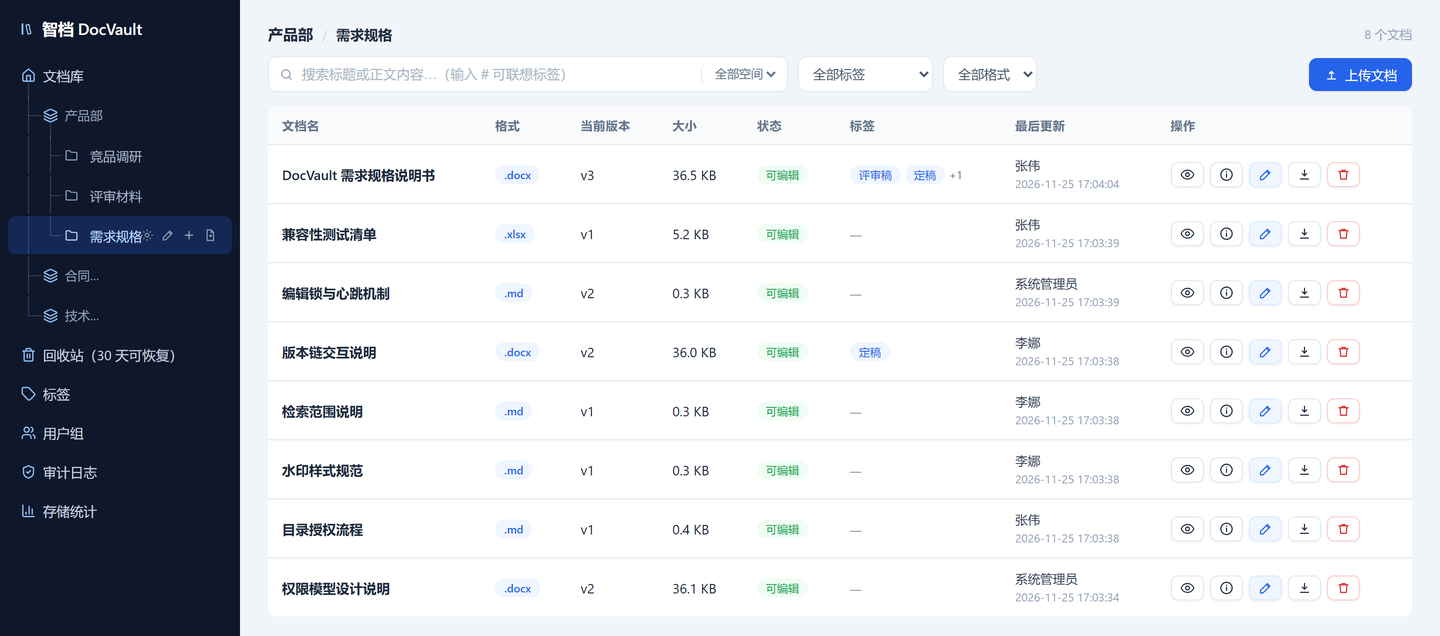 智档 DocVault
文档库
产品部
竞品调研
评审材料
需求规格
合同...
技术...
回收站（30 天可恢复）
标签
用户组
审计日志
存储统计
产品部 / 需求规格
8 个文档
搜索标题或正文内容...（输入 # 可联想标签） 全部空间 全部标签 全部格式 上传文档
文档名 格式 当前版本 大小 状态 标签 最后更新 操作
DocVault 需求规格说明书 .docx v3 36.5 KB 可编辑 评审稿 定稿 +1 张伟
2026-11-25 17:04:04
兼容性测试清单 .xlsx v1 5.2 KB 可编辑 — 张伟
2026-11-25 17:03:39
编辑锁与心跳机制 .md v2 0.3 KB 可编辑 — 系统管理员
2026-11-25 17:03:39
版本链交互说明 .docx v2 36.0 KB 可编辑 定稿 李娜
2026-11-25 17:03:38
检索范围说明 .md v1 0.3 KB 可编辑 — 李娜
2026-11-25 17:03:38
水印样式规范 .md v1 0.3 KB 可编辑 — 李娜
2026-11-25 17:03:38
目录授权流程 .md v1 0.4 KB 可编辑 — 张伟
2026-11-25 17:03:38
权限模型设计说明 .docx v2 36.1 KB 可编辑 — 系统管理员
2026-11-25 17:03:34